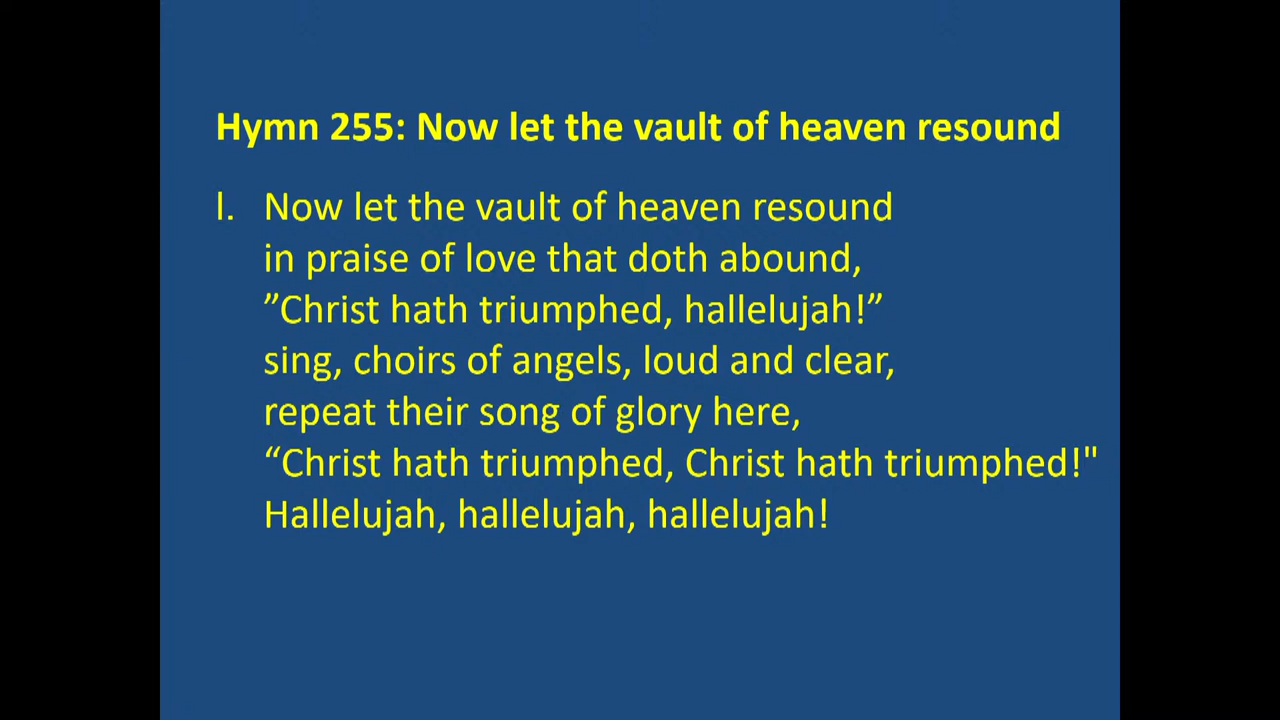 Hymn 255: Now let the vault of heaven resound
l. Now let the vault of heaven resound
in praise of love that doth abound,
”Christ hath triumphed, hallelujah!”
sing, choirs of angels, loud and clear,
repeat their song of glory here,
“Christ hath triumphed, Christ hath triumphed!"
Hallelujah, hallelujah, hallelujah!